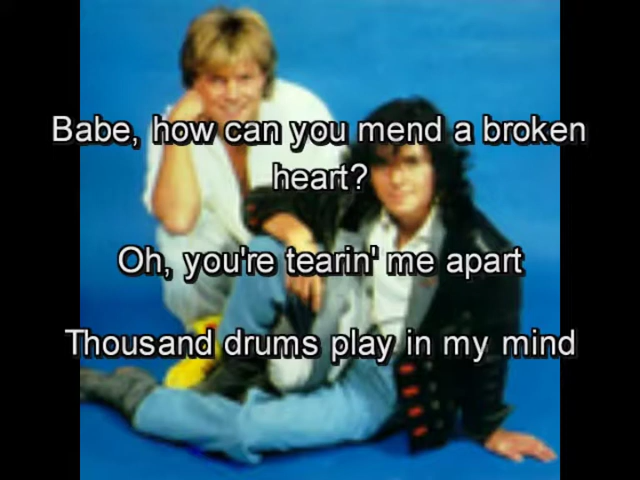 Babe, how can you mend a broken
heart?
Oh, you're tearin' me apart
Thousand drums play in my mind